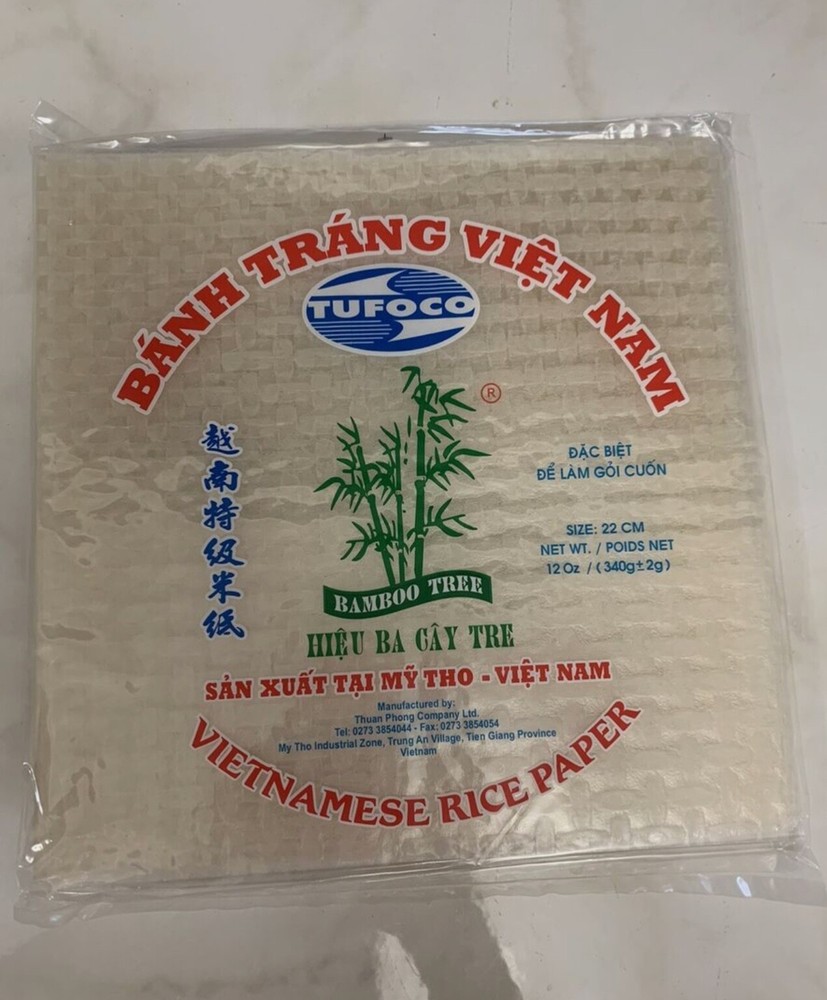 BÁNH TRÁNG VIỆT NAM
TUFOCO
®
越南特级米纸
ĐẶC BIỆT
ĐỂ LÀM GỎI CUỐN
SIZE: 22 CM
NET WT. / POIDS NET
12 Oz / ( 340g±2g )
BAMBOO TREE
HIỆU BA CÂY TRE
SẢN XUẤT TẠI MỸ THO - VIỆT NAM
Manufactured by:
Thuan Phong Company Ltd.
Tel: 0273 3854044 - Fax: 0273 3854054
My Tho Industrial Zone, Trung An Village, Tien Giang Province
Vietnam
VIETNAMESE RICE PAPER